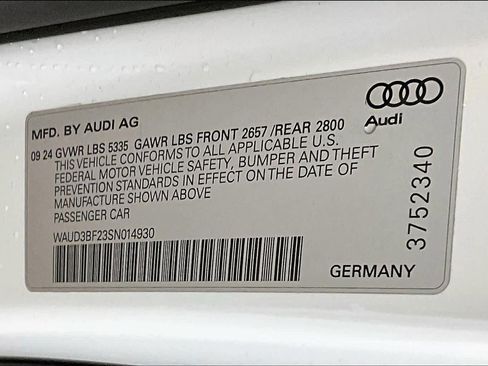 MFD. BY AUDI AG
Audi
09 24 GVWR LBS 5335 GAWR LBS FRONT 2657 /REAR 2800
THIS VEHICLE CONFORMS TO ALL APPLICABLE U.S.
FEDERAL MOTOR VEHICLE SAFETY, BUMPER AND THEFT
PREVENTION STANDARDS IN EFFECT ON THE DATE OF
MANUFACTURE SHOWN ABOVE
PASSENGER CAR
WAUD3BF23SN014930
GERMANY
3752340